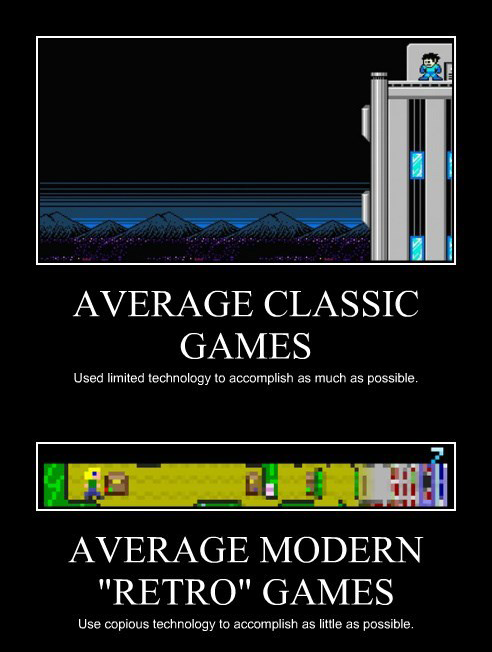 AVERAGE CLASSIC
GAMES
Used limited technology to accomplish as much as possible.
7
AVERAGE MODERN
"RETRO" GAMES
Use copious technology to accomplish as little as possible.